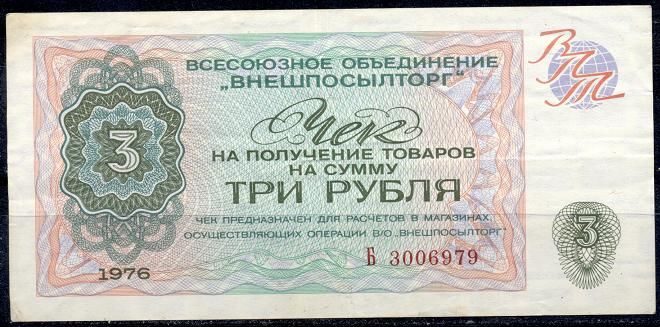 ВСЕСОЮЗНОЕ ОБЪЕДИНЕНИЕ
„ВНЕШПОСЫЛТОРГ"
ВПТ
Чек
3
НА ПОЛУЧЕНИЕ ТОВАРОВ
НА СУММУ
ТРИ РУБЛЯ
ЧЕК ПРЕДНАЗНАЧЕН ДЛЯ РАСЧЕТОВ В МАГАЗИНАХ,
ОСУЩЕСТВЛЯЮЩИХ ОПЕРАЦИИ В/О „ВНЕШПОСЫЛТОРГ"
3
1976
Б 3006979